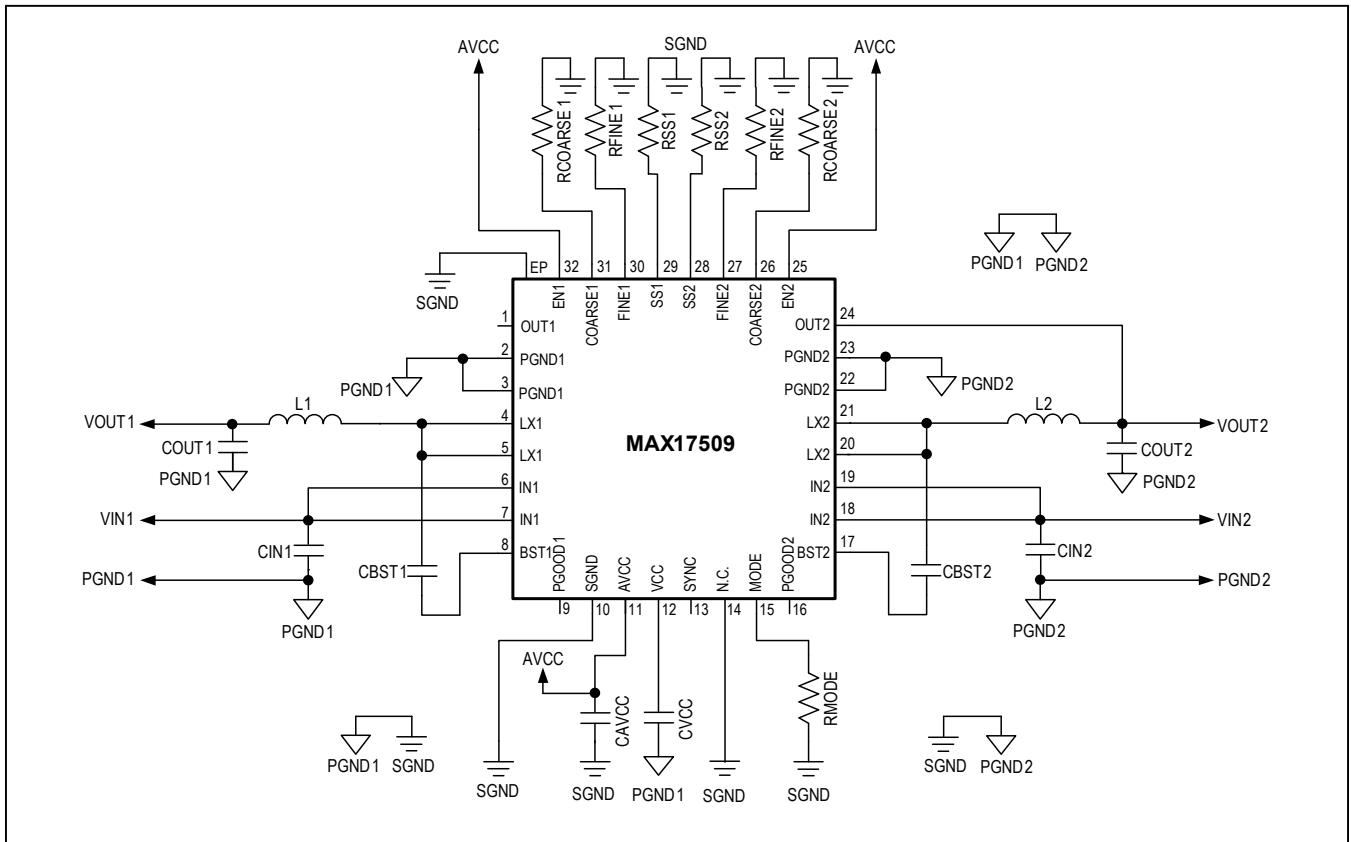 AVCC
SGND
AVCC
RCOARSE1
RFINE1
RSS1
RSS2
RFINE2
RCOARSE2
PGND1
PGND2
SGND
EP
32
31
30
29
28
27
26
25
EN1
COARSE1
FINE1
SS1
SS2
FINE2
COARSE2
EN2
MAX17509
1
OUT1
2
PGND1
PGND1
3
PGND1
VOUT1
L1
4
LX1
COUT1
5
LX1
PGND1
6
IN1
VIN1
7
IN1
CIN1
8
BST1
PGND1
CBST1
PGND1
24
OUT2
23
PGND2
22
PGND2
PGND2
21
LX2
L2
VOUT2
20
LX2
COUT2
19
IN2
PGND2
18
IN2
VIN2
17
BST2
CIN2
CBST2
PGND2
PGND2
PGOOD1
SGND
AVCC
VCC
SYNC
N.C.
MODE
PGOOD2
9
10
11
12
13
14
15
16
AVCC
CAVCC
CVCC
RMODE
PGND1
SGND
SGND
SGND
PGND1
SGND
SGND
SGND
PGND2